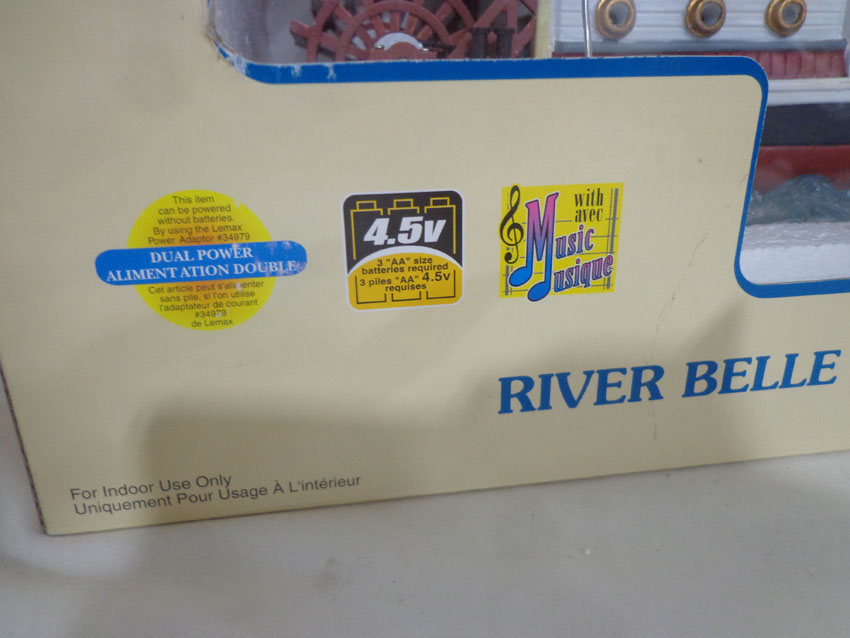 This item
can be powered
without batteries.
By using the Lemax
Power Adaptor #34979
DUAL POWER
ALIMENTATION DOUBLE
Cet article peut s'alimenter
sans pile, si l'on utilise
l'adaptateur de courant
#34979
de Lemax
4.5v
3 "AA" size
batteries required
3 piles "AA" 4.5v
requises
with
avec
Music
Musique
RIVER BELLE
For Indoor Use Only
Uniquement Pour Usage À L'intérieur